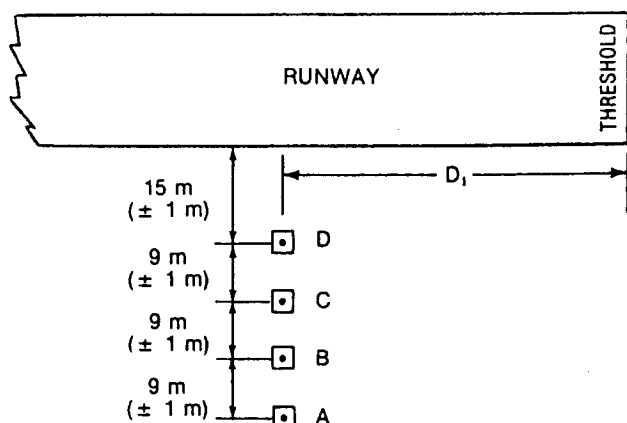 RUNWAY
THRESHOLD
D₁
15 m
(± 1 m)
D
9 m
(± 1 m)
C
9 m
(± 1 m)
B
9 m
(± 1 m)
A